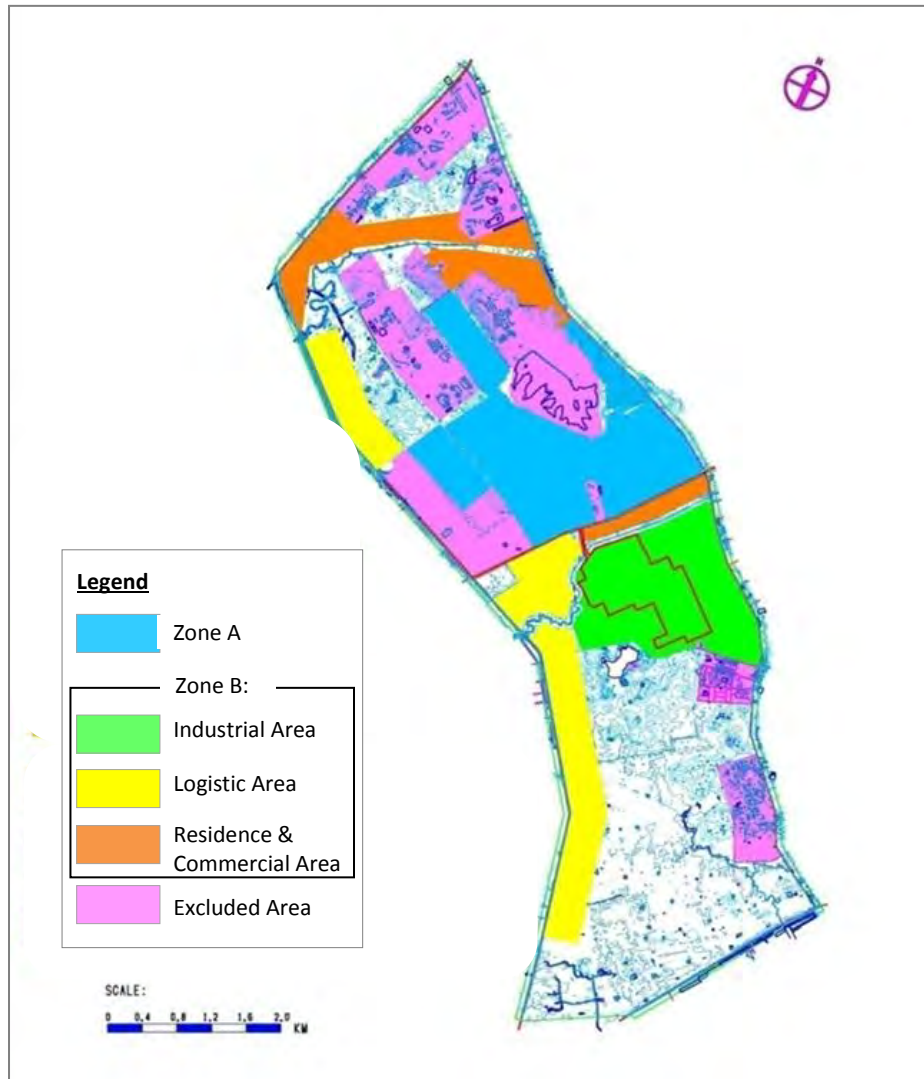 N
Legend
Zone A
Zone B:
Industrial Area
Logistic Area
Residence &
Commercial Area
Excluded Area
SCALE:
0 0,4 0,8 1,2 1,6 2,0
KM